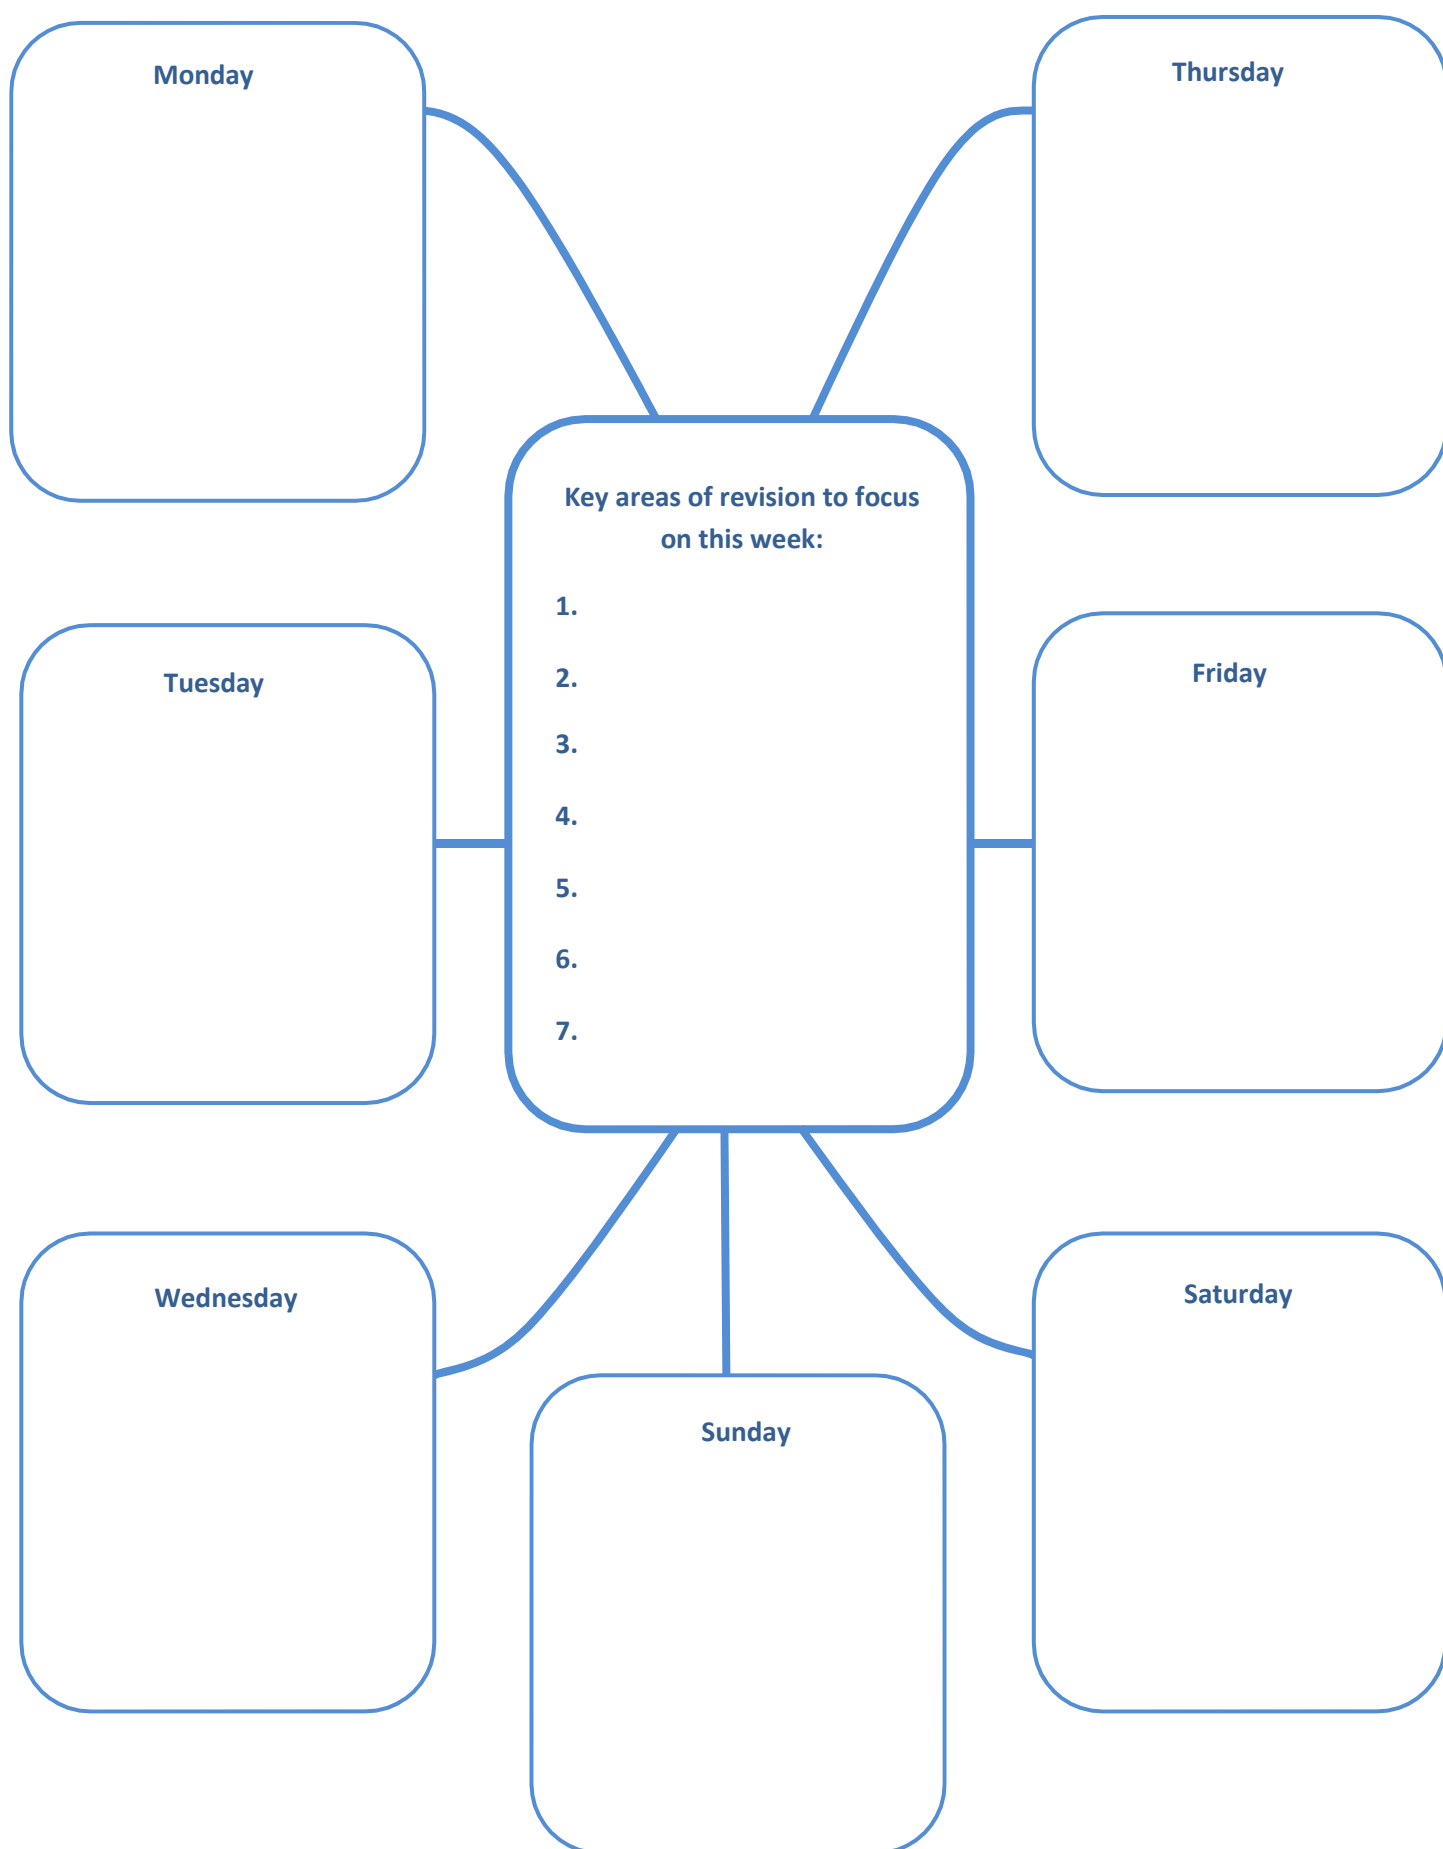 Monday
Thursday
Key areas of revision to focus
on this week:
1.
2.
3.
4.
5.
6.
7.
Tuesday
Friday
Wednesday
Saturday
Sunday